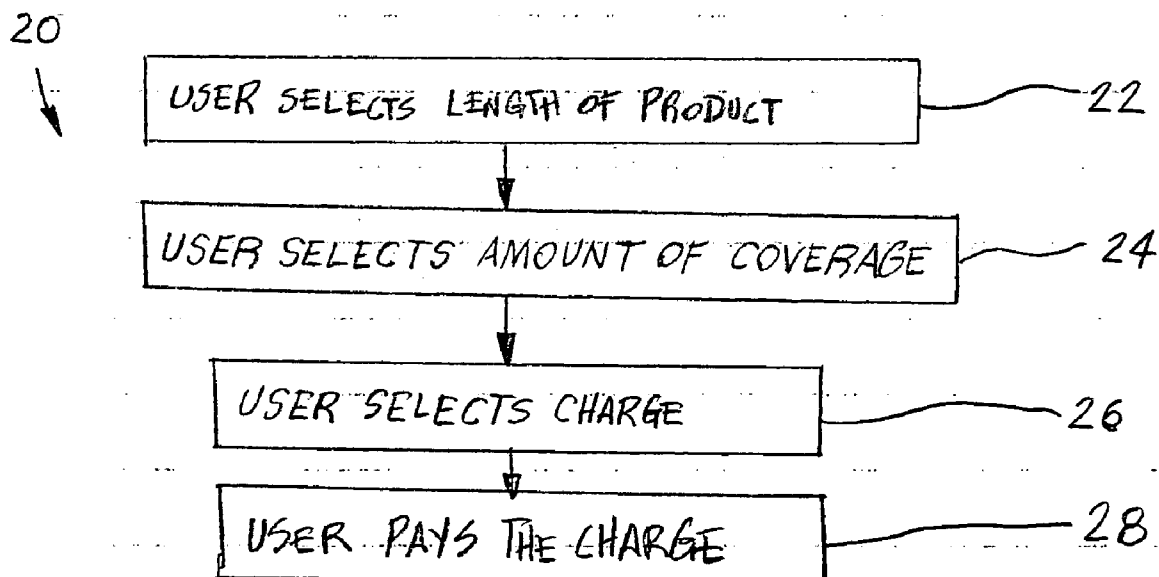 20
USER SELECTS LENGTH OF PRODUCT 22
USER SELECTS AMOUNT OF COVERAGE 24
USER SELECTS CHARGE 26
USER PAYS THE CHARGE 28